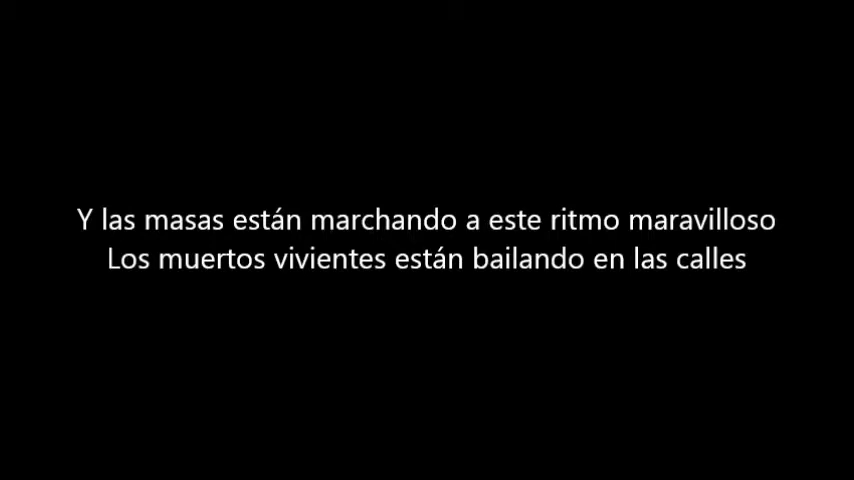 Y las masas están marchando a este ritmo maravilloso
Los muertos vivientes están bailando en las calles